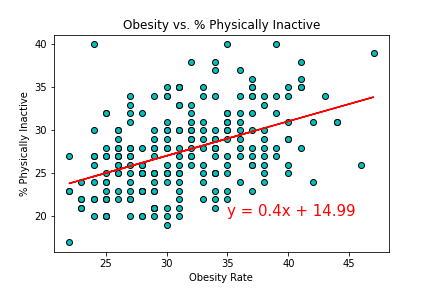 Obesity vs. % Physically Inactive
% Physically Inactive
40
35
30
25
20
y = 0.4x + 14.99
25
30
35
40
45
Obesity Rate